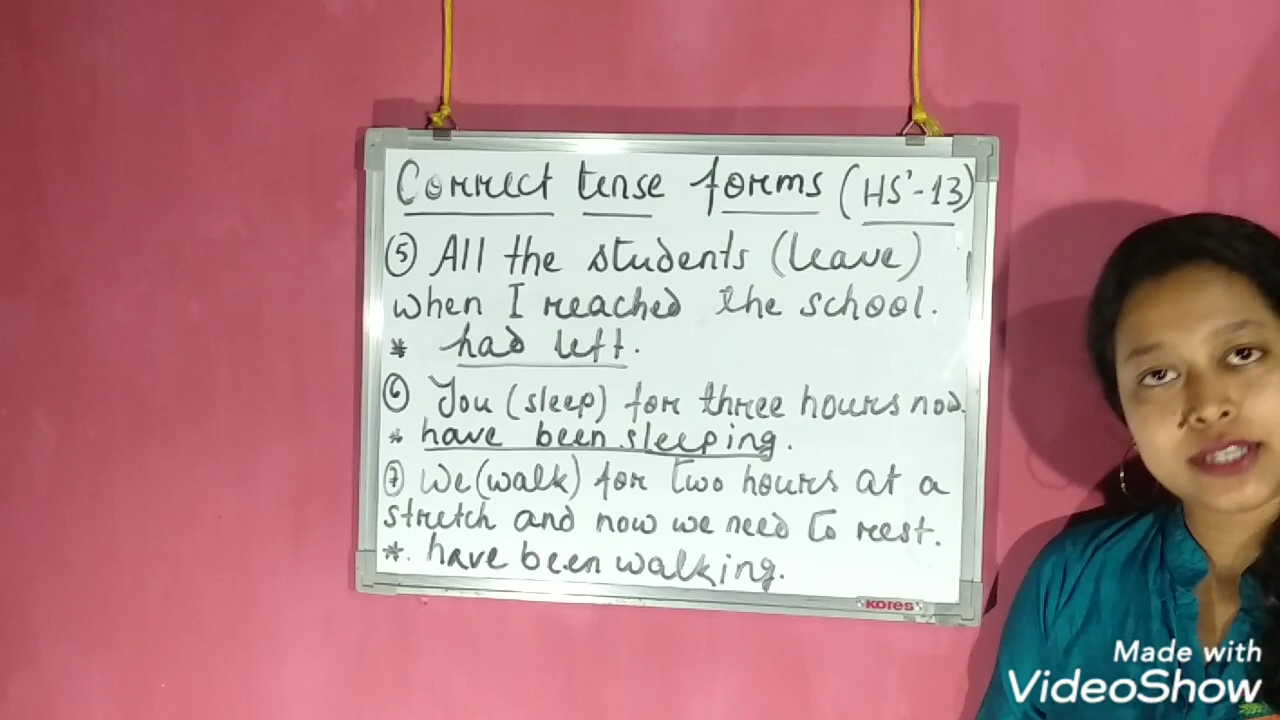 Correct tense forms (HS'-13)
⑤ All the students (leave)
when I reached the school.
* had left.
⑥ You (sleep) for three hours now.
* have been sleeping.
⑦ We (walk) for two hours at a
stretch and now we need to rest.
*. have been walking.
KORES
Made with
VideoShow